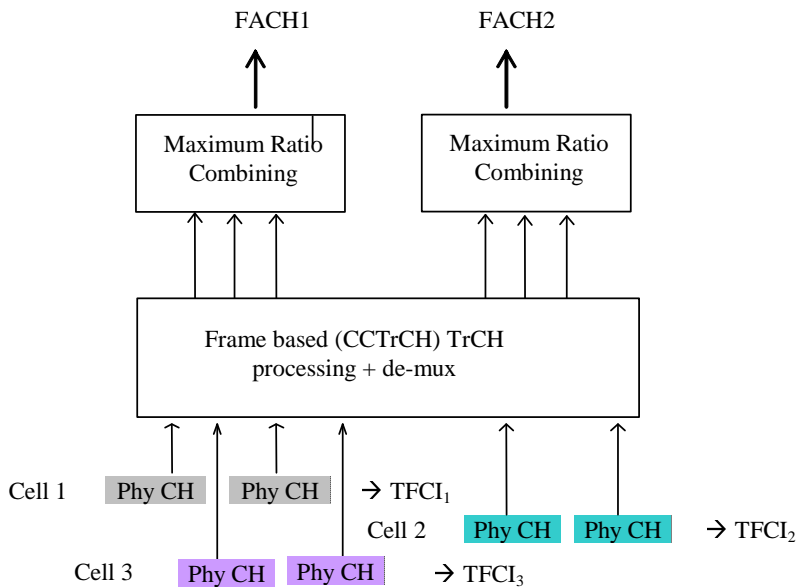 FACH1 FACH2
Maximum Ratio
Combining
Maximum Ratio
Combining
Frame based (CCTrCH) TrCH
processing + de-mux
Cell 1 Phy CH Phy CH → TFCI₁
Cell 2 Phy CH Phy CH → TFCI₂
Cell 3 Phy CH Phy CH → TFCI₃